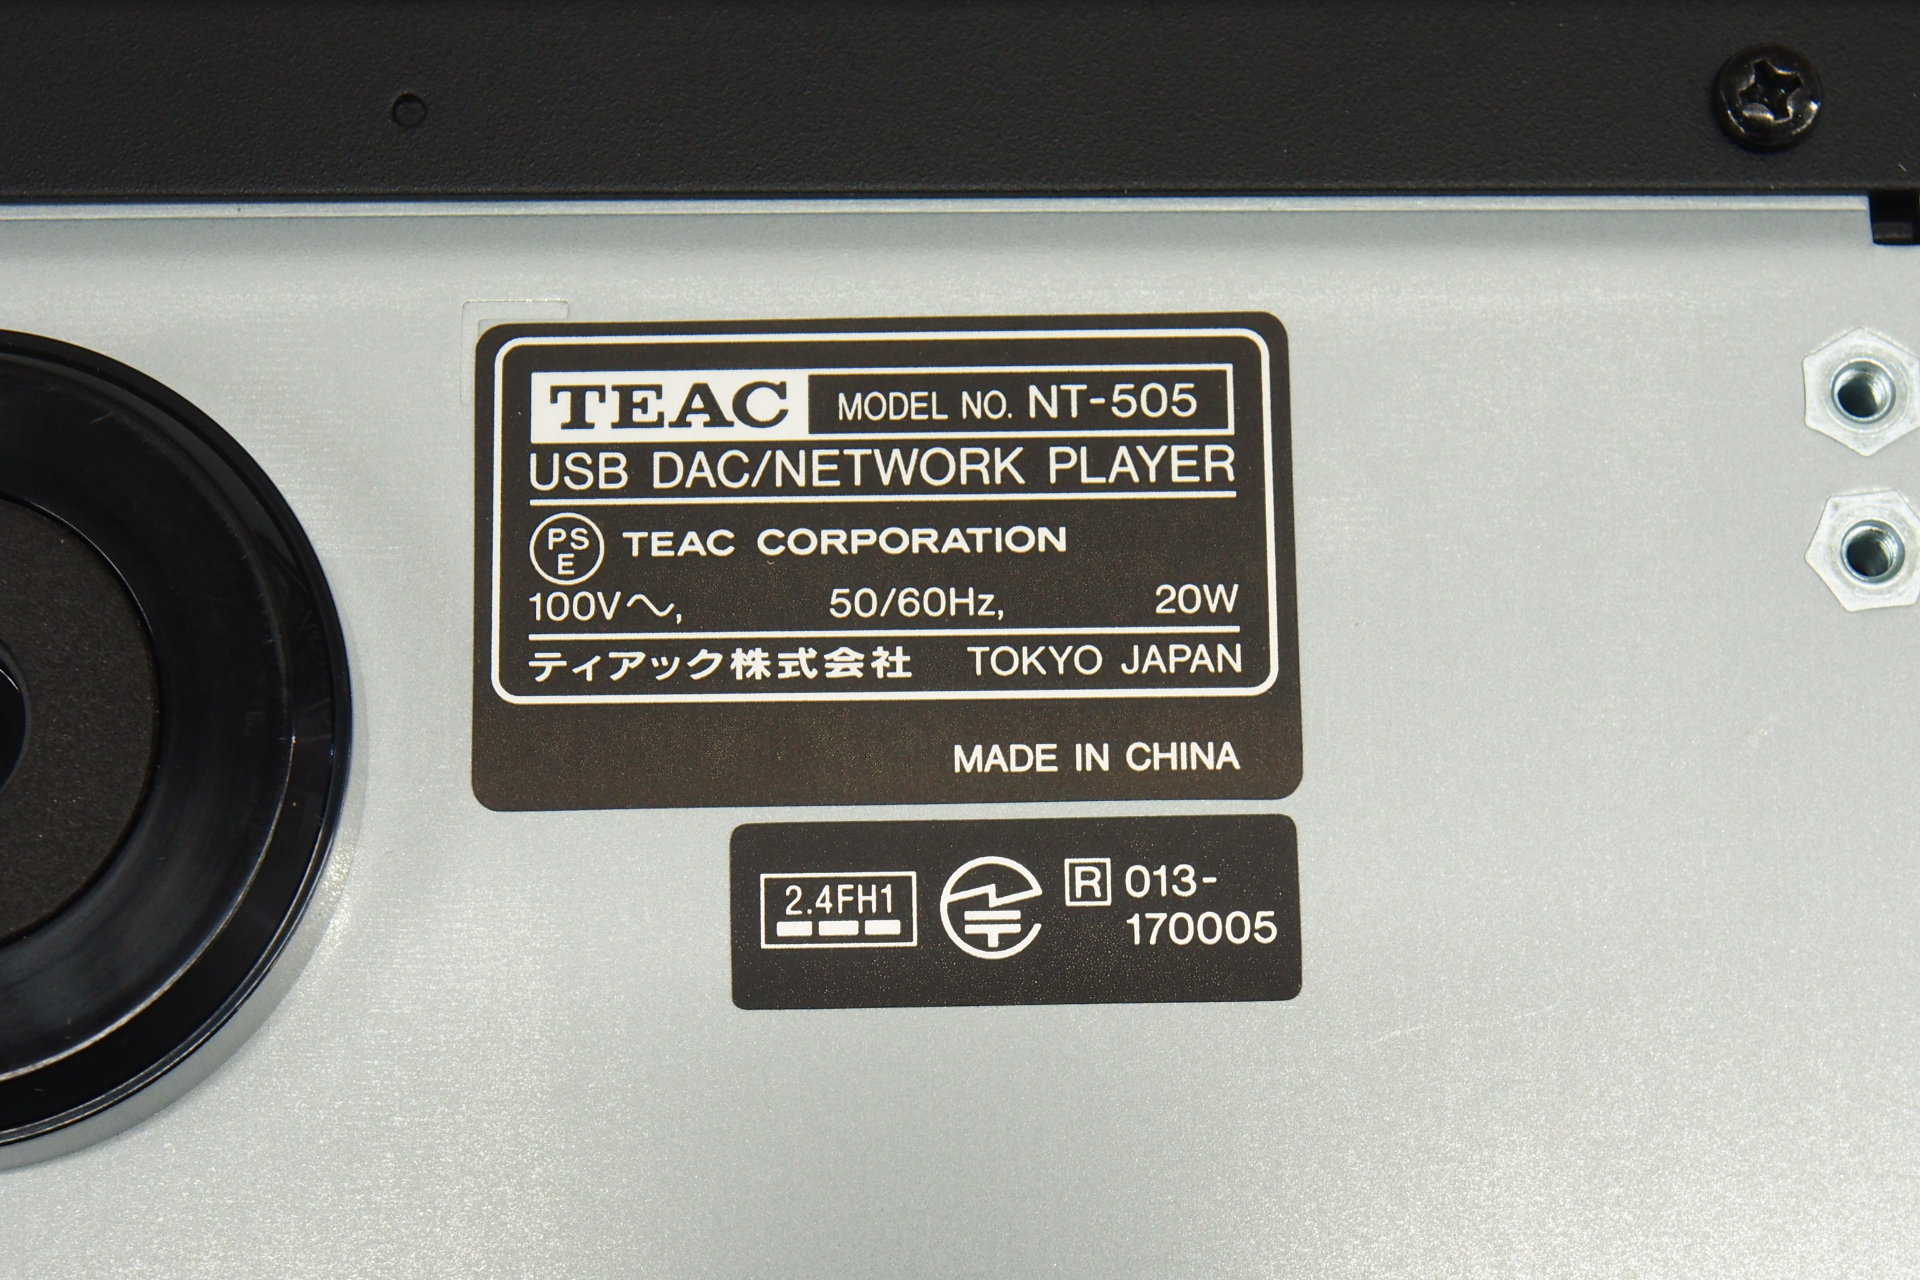 TEAC MODEL NO. NT-505
USB DAC/NETWORK PLAYER
PSE TEAC CORPORATION
100V～, 50/60Hz, 20W
ティアック株式会社 TOKYO JAPAN
MADE IN CHINA
2.4FH1 R 013-
170005